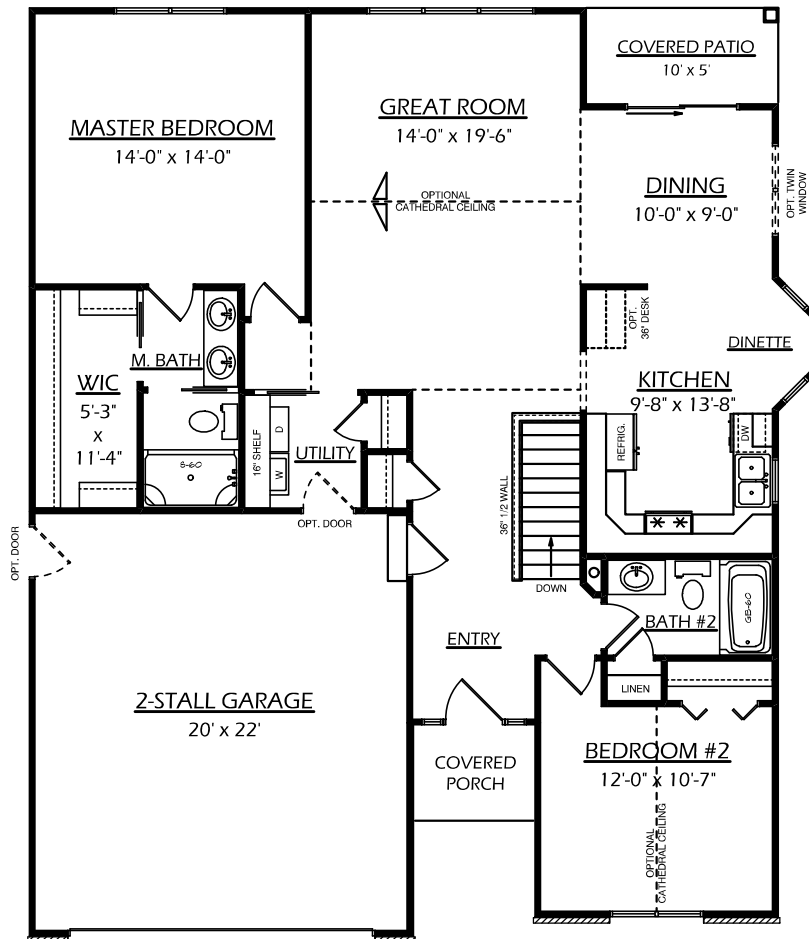 COVERED PATIO
10' x 5'
MASTER BEDROOM
14'-0" x 14'-0"
GREAT ROOM
14'-0" x 19'-6"
OPTIONAL
CATHEDRAL CEILING
DINING
10'-0" x 9'-0"
OPT. TWIN
WINDOW
OPT.
36" DESK
DINETTE
M. BATH
WIC
5'-3"
x
11'-4"
KITCHEN
9'-8" x 13'-8"
REFRIG.
DW
16" SHELF
D
W
UTILITY
S-60
36" 1/2 WALL
OPT. DOOR
OPT. DOOR
DOWN
BATH #2
GB-60
ENTRY
LINEN
2-STALL GARAGE
20' x 22'
COVERED
PORCH
BEDROOM #2
12'-0" x 10'-7"
OPTIONAL
CATHEDRAL CEILING